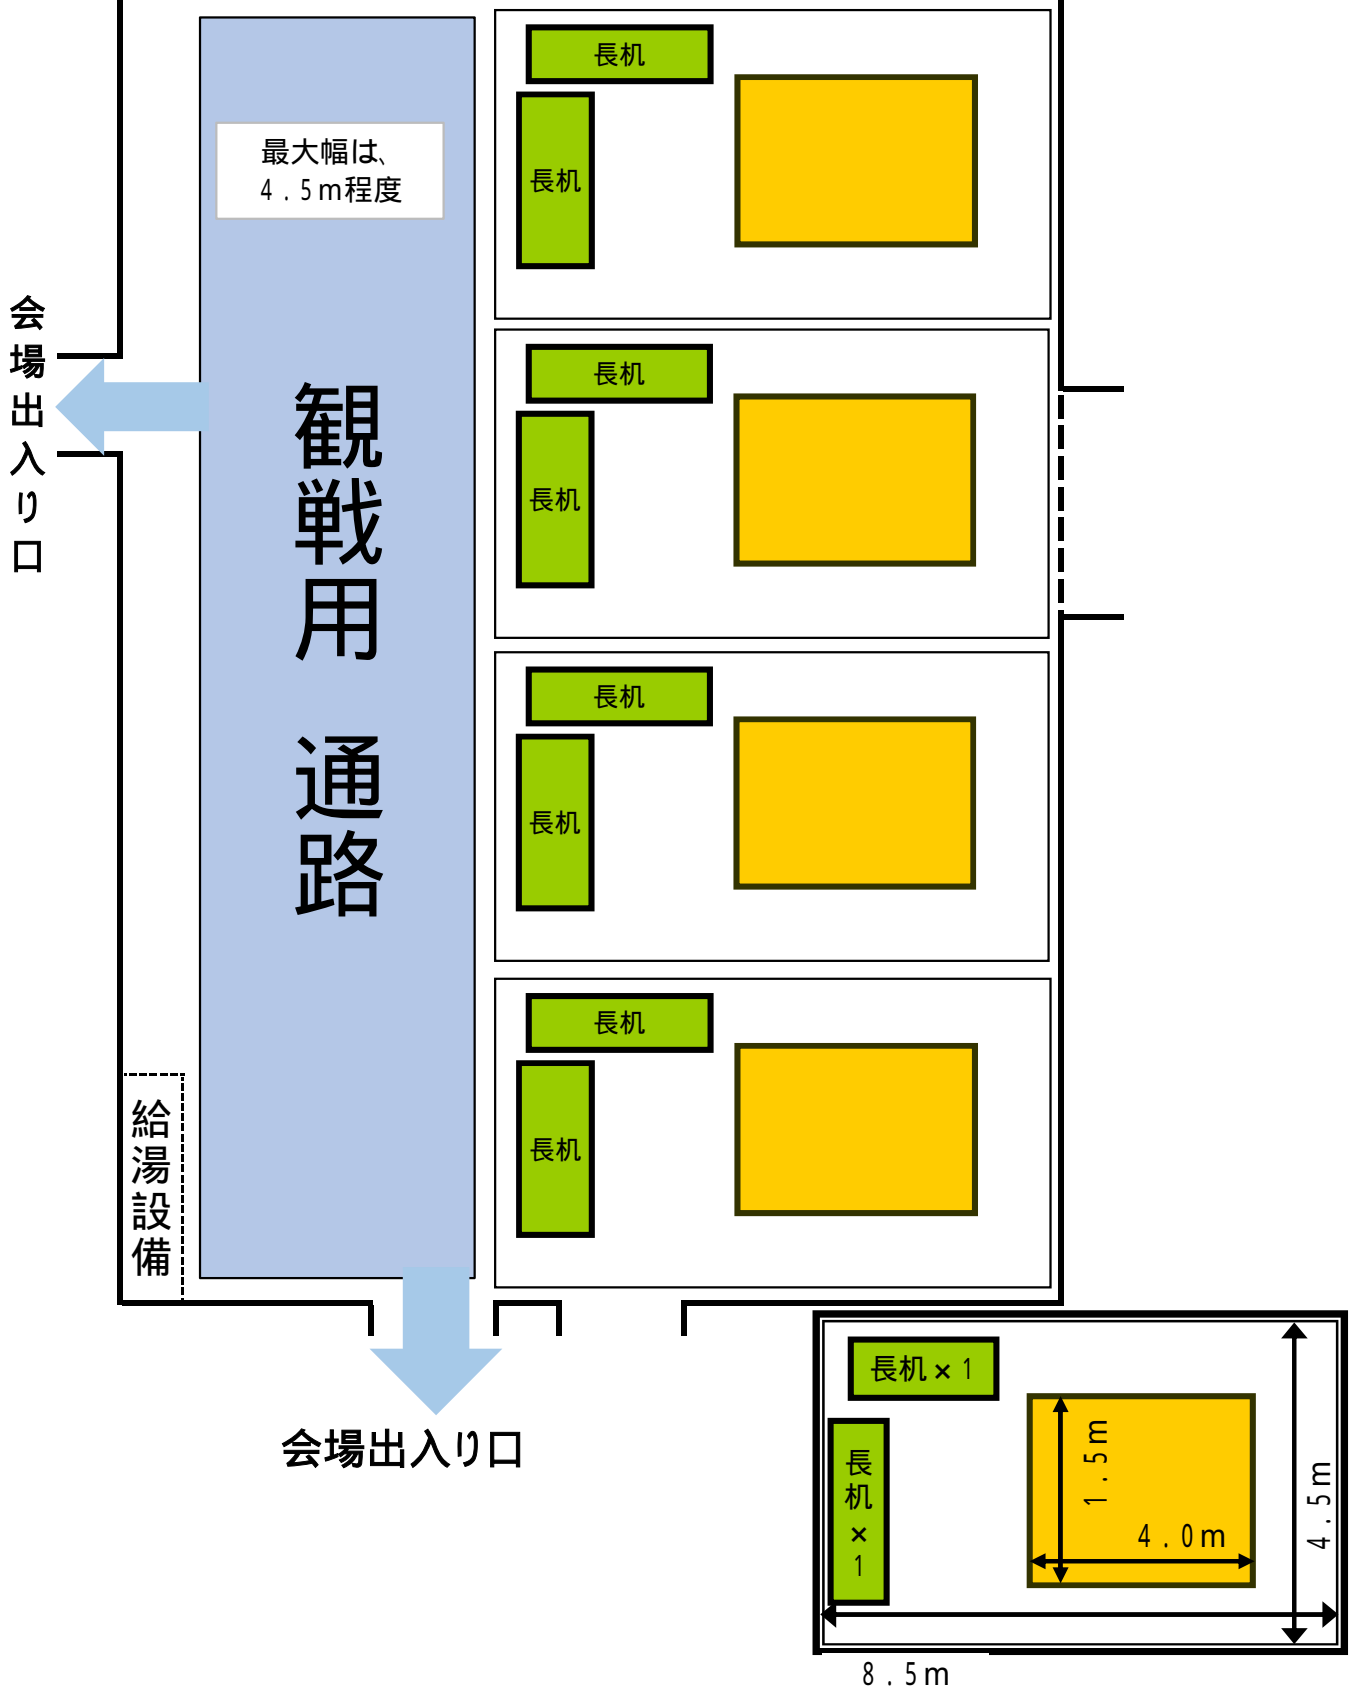 長机
長机
最大幅は、
４．５ｍ程度
会場出入り口
長机
長机
観戦用　通路
長机
長机
長机
長机
給湯設備
会場出入り口
長机×１
長机×１
１．５ｍ
４．０ｍ
４．５ｍ
８．５ｍ